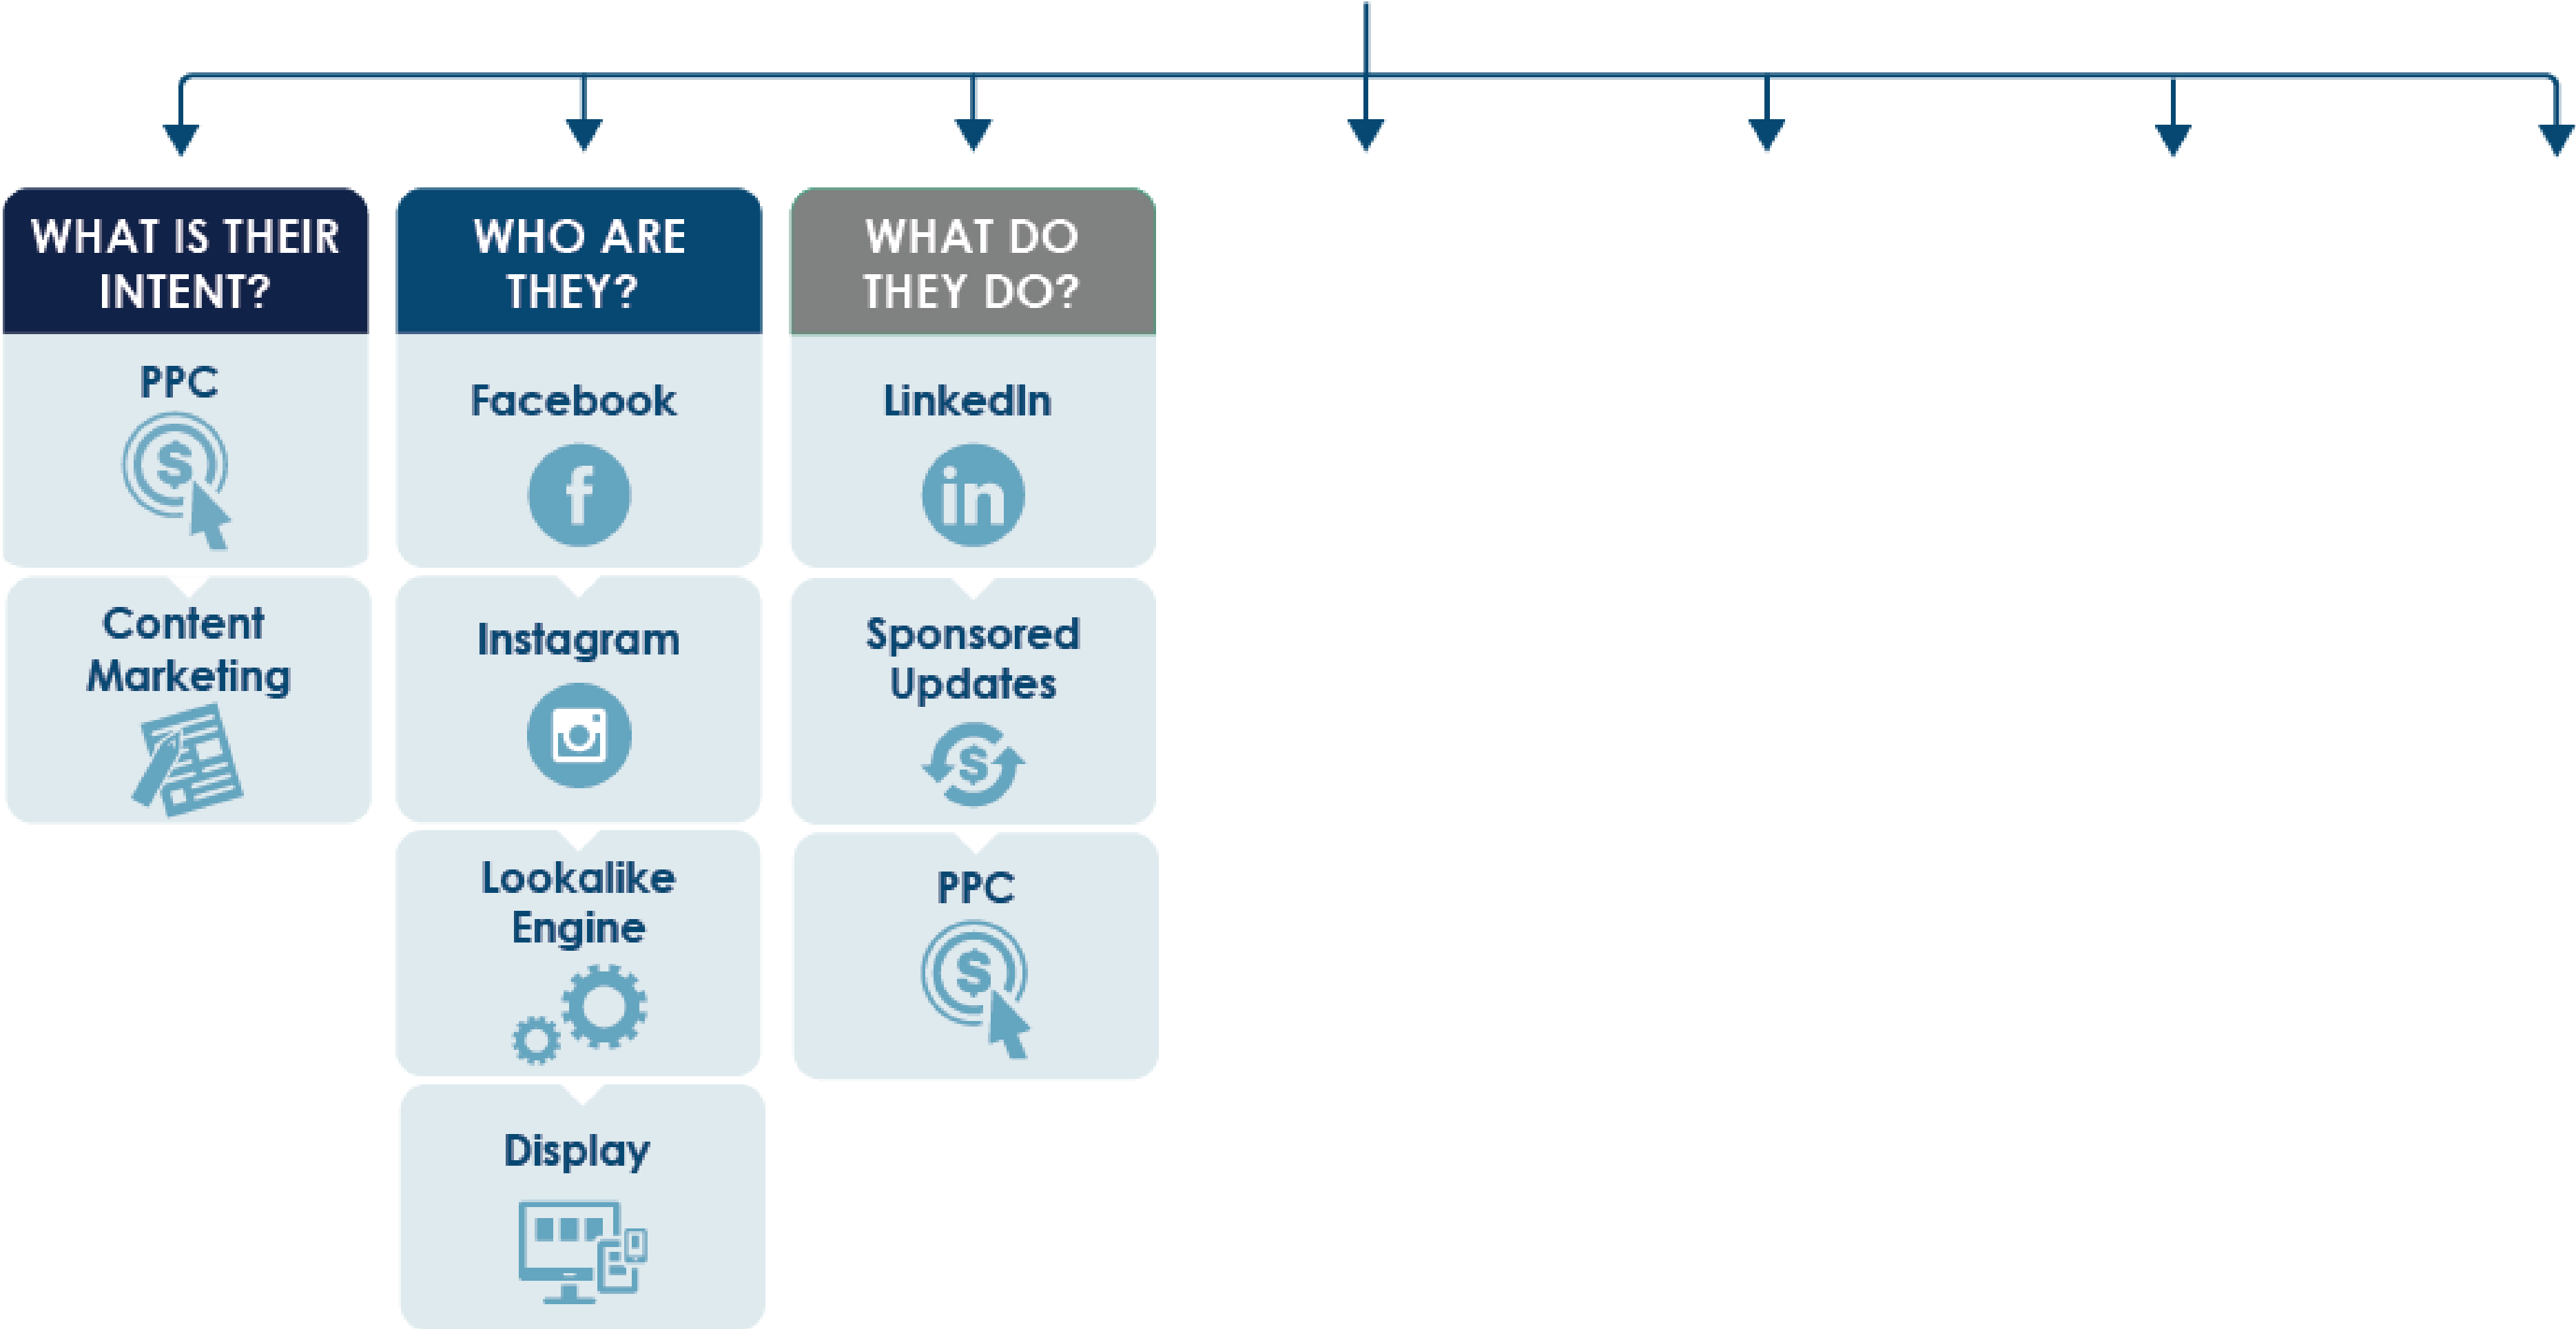 WHAT IS THEIR
INTENT?
PPC
$
Content
Marketing
WHO ARE
THEY?
Facebook
f
Instagram
Lookalike
Engine
Display
WHAT DO
THEY DO?
LinkedIn
in
Sponsored
Updates
$
PPC
$